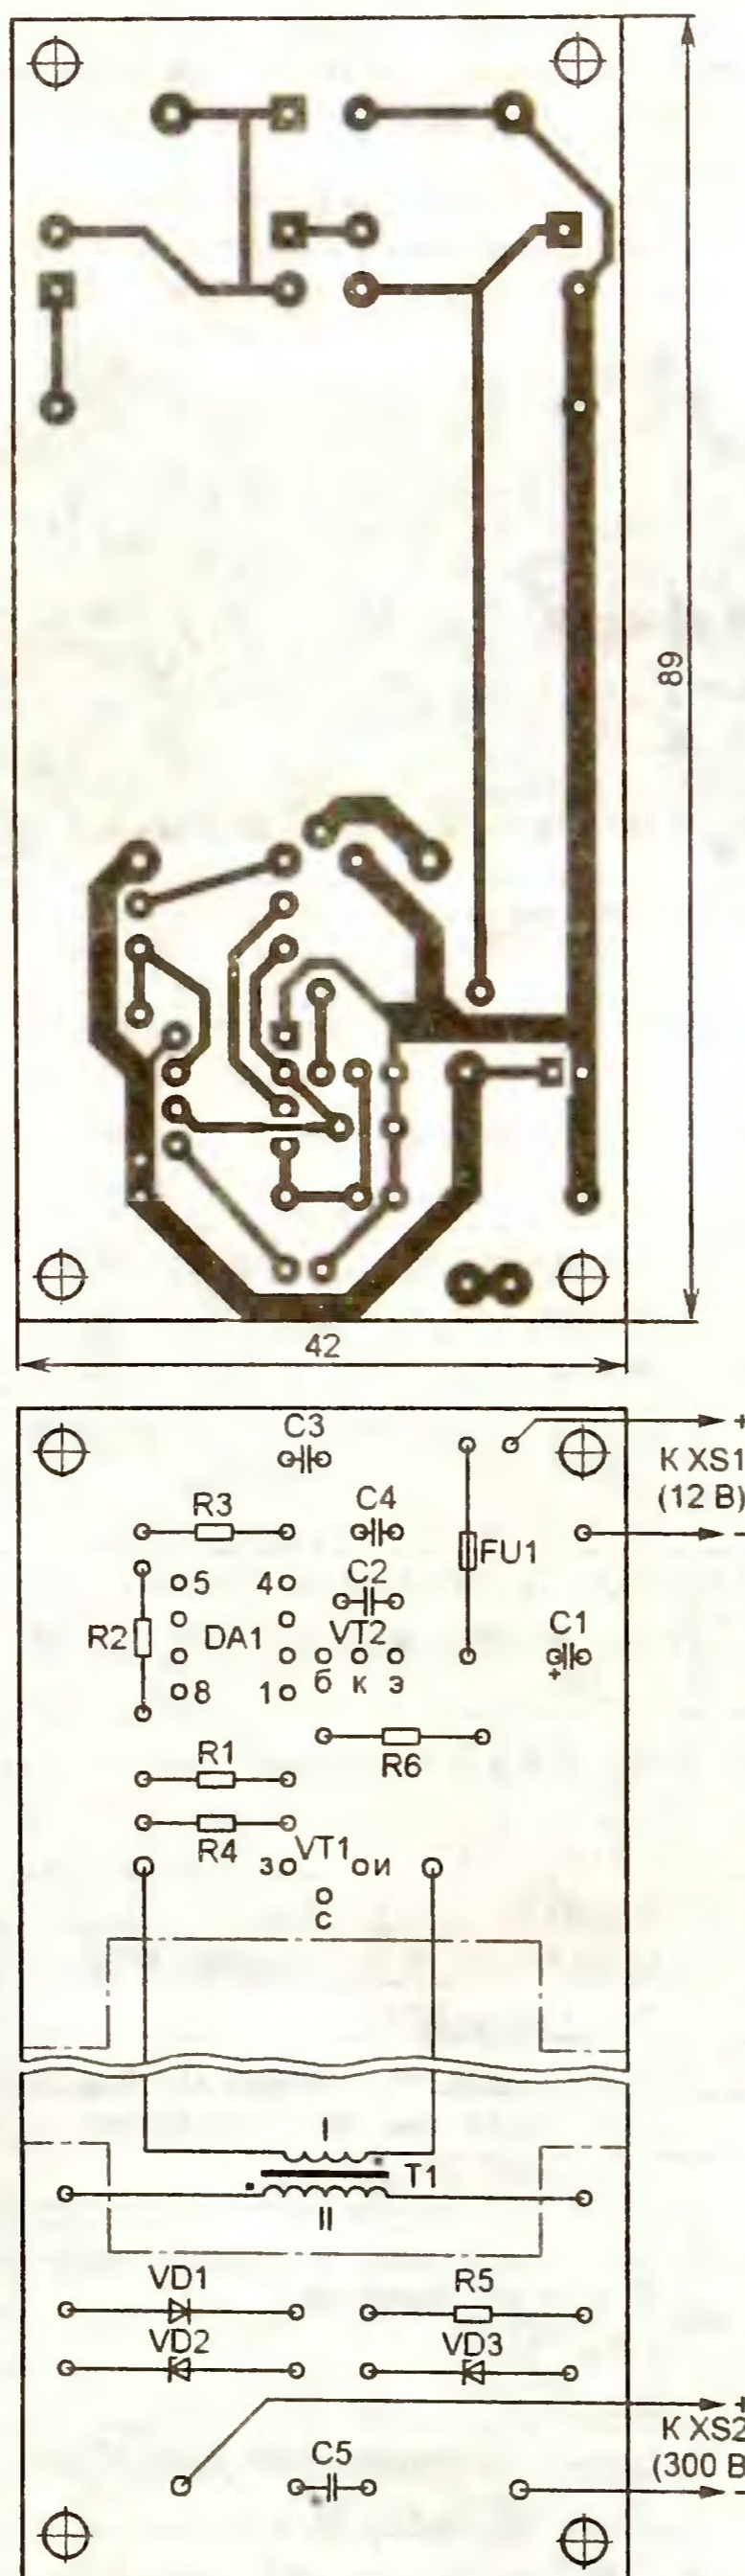 89
42
C3
+
К XS1
(12 В)
–
R3
C4
FU1
C2
5
4
R2
DA1
VT2
C1
+
8
1
б к э
R1
R6
R4
VT1
з
и
с
I
T1
II
VD1
R5
VD2
VD3
+
К XS2
(300 В
–
C5